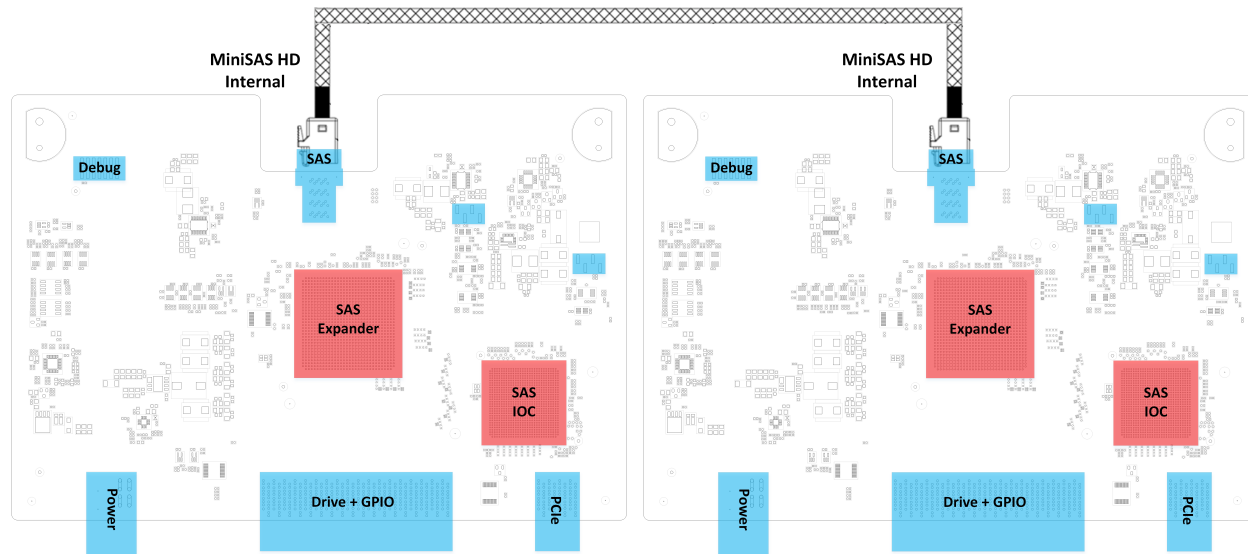 MiniSAS HD
Internal
MiniSAS HD
Internal
Debug
SAS
Debug
SAS
SAS
Expander
SAS
Expander
SAS
IOC
SAS
IOC
Power
Drive + GPIO
PCIe
Power
Drive + GPIO
PCIe